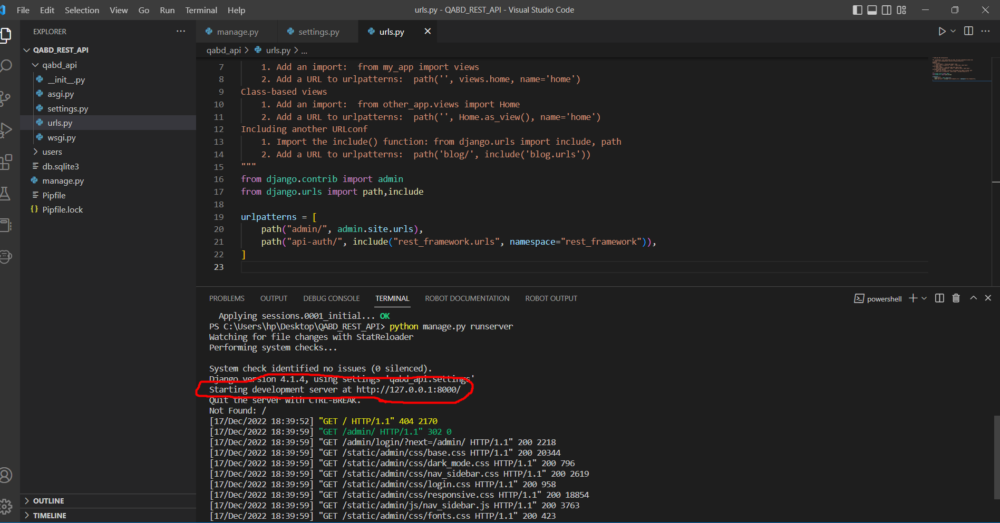 File Edit Selection View Go Run Terminal Help
urls.py - QABD_REST_API - Visual Studio Code
EXPLORER
QABD_REST_API
qabd_api
__init__.py
asgi.py
settings.py
urls.py
wsgi.py
users
db.sqlite3
manage.py
Pipfile
{} Pipfile.lock
OUTLINE
TIMELINE
manage.py settings.py urls.py
qabd_api > urls.py > ...
7 1. Add an import:  from my_app import views
8 2. Add a URL to urlpatterns:  path('', views.home, name='home')
9 Class-based views
10 1. Add an import:  from other_app.views import Home
11 2. Add a URL to urlpatterns:  path('', Home.as_view(), name='home')
12 Including another URLconf
13 1. Import the include() function: from django.urls import include, path
14 2. Add a URL to urlpatterns:  path('blog/', include('blog.urls'))
15 """
16 from django.contrib import admin
17 from django.urls import path,include
18
19 urlpatterns = [
20 path("admin/", admin.site.urls),
21 path("api-auth/", include("rest_framework.urls", namespace="rest_framework")),
22 ]
23
PROBLEMS OUTPUT DEBUG CONSOLE TERMINAL ROBOT DOCUMENTATION ROBOT OUTPUT
powershell
Applying sessions.0001_initial... OK
PS C:\Users\hp\Desktop\QABD_REST_API> python manage.py runserver
Watching for file changes with StatReloader
Performing system checks...
System check identified no issues (0 silenced).
Django version 4.1.4, using settings 'qabd_api.settings'
Starting development server at http://127.0.0.1:8000/
Quit the server with CTRL-BREAK.
Not Found: /
[17/Dec/2022 18:39:52] "GET / HTTP/1.1" 404 2170
[17/Dec/2022 18:39:59] "GET /admin/ HTTP/1.1" 302 0
[17/Dec/2022 18:39:59] "GET /admin/login/?next=/admin/ HTTP/1.1" 200 2218
[17/Dec/2022 18:39:59] "GET /static/admin/css/base.css HTTP/1.1" 200 20344
[17/Dec/2022 18:39:59] "GET /static/admin/css/dark_mode.css HTTP/1.1" 200 796
[17/Dec/2022 18:39:59] "GET /static/admin/css/nav_sidebar.css HTTP/1.1" 200 2619
[17/Dec/2022 18:39:59] "GET /static/admin/css/login.css HTTP/1.1" 200 958
[17/Dec/2022 18:39:59] "GET /static/admin/css/responsive.css HTTP/1.1" 200 18854
[17/Dec/2022 18:39:59] "GET /static/admin/js/nav_sidebar.js HTTP/1.1" 200 3763
[17/Dec/2022 18:39:59] "GET /static/admin/css/fonts.css HTTP/1.1" 200 423